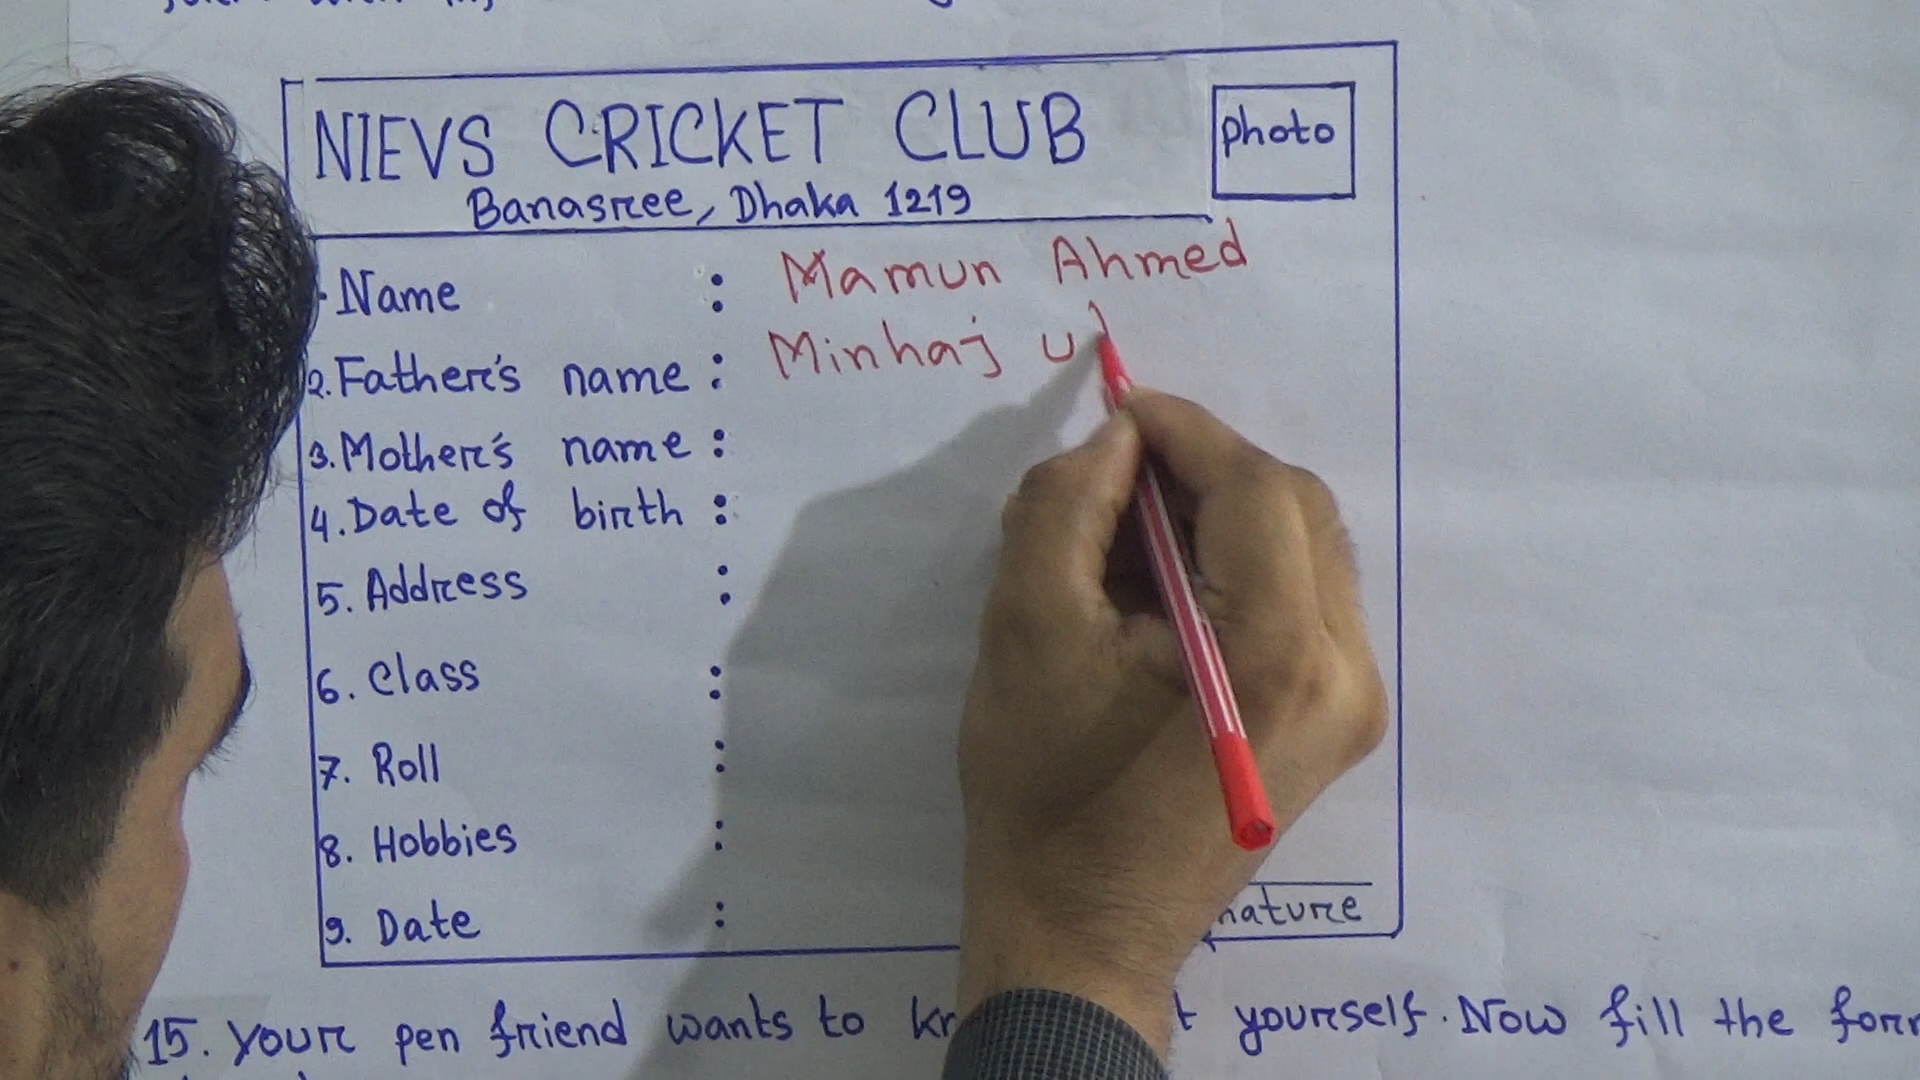 NIEVS CRICKET CLUB
photo
Banasree, Dhaka 1219
Name : Mamun Ahmed
2. Father's name : Minhaj u
3. Mother's name :
4. Date of birth :
5. Address :
6. Class :
7. Roll :
8. Hobbies :
9. Date :
nature
15. Your pen friend wants to yourself. Now fill the